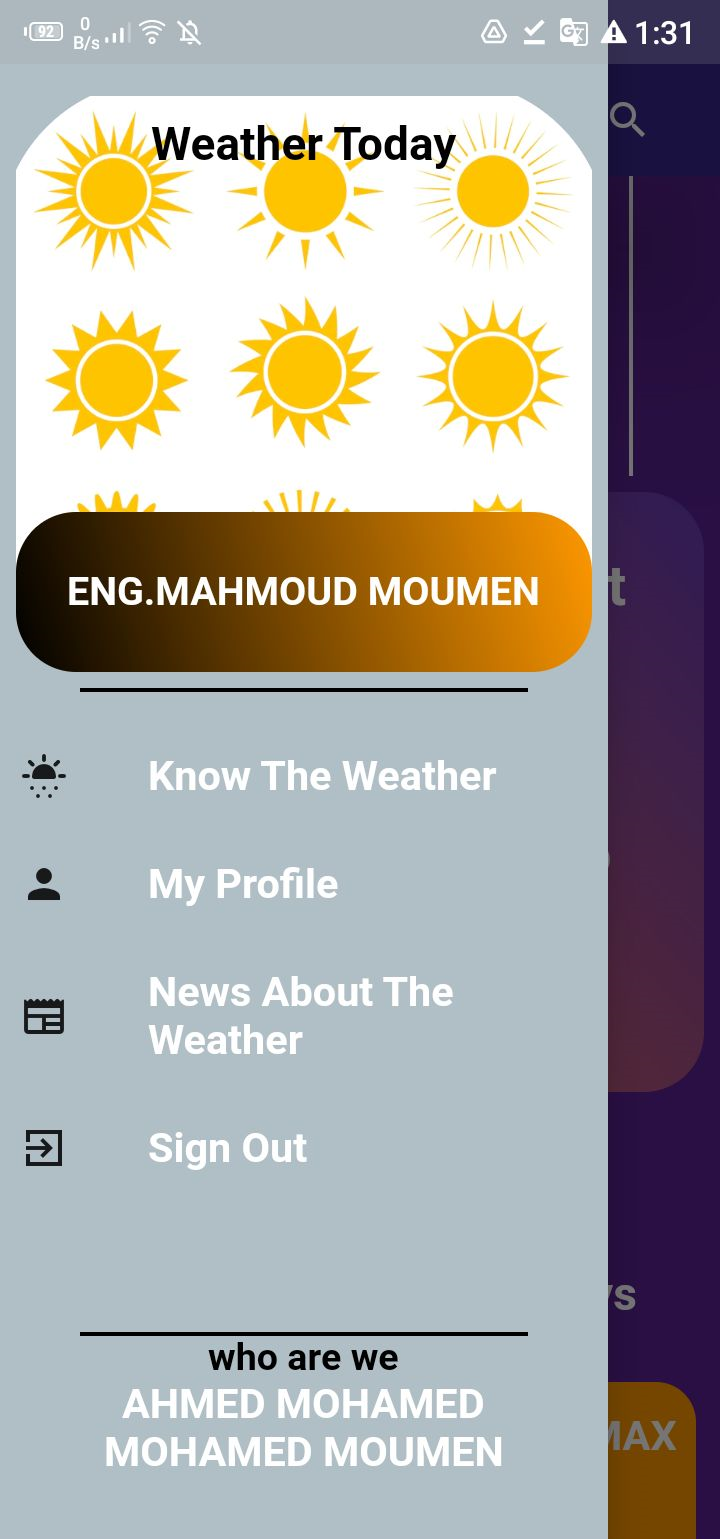 92
0
B/s
1:31
Weather Today
ENG.MAHMOUD MOUMEN
t
Know The Weather
My Profile
News About The
Weather
Sign Out
who are we
AHMED MOHAMED
MOHAMED MOUMEN
MAX